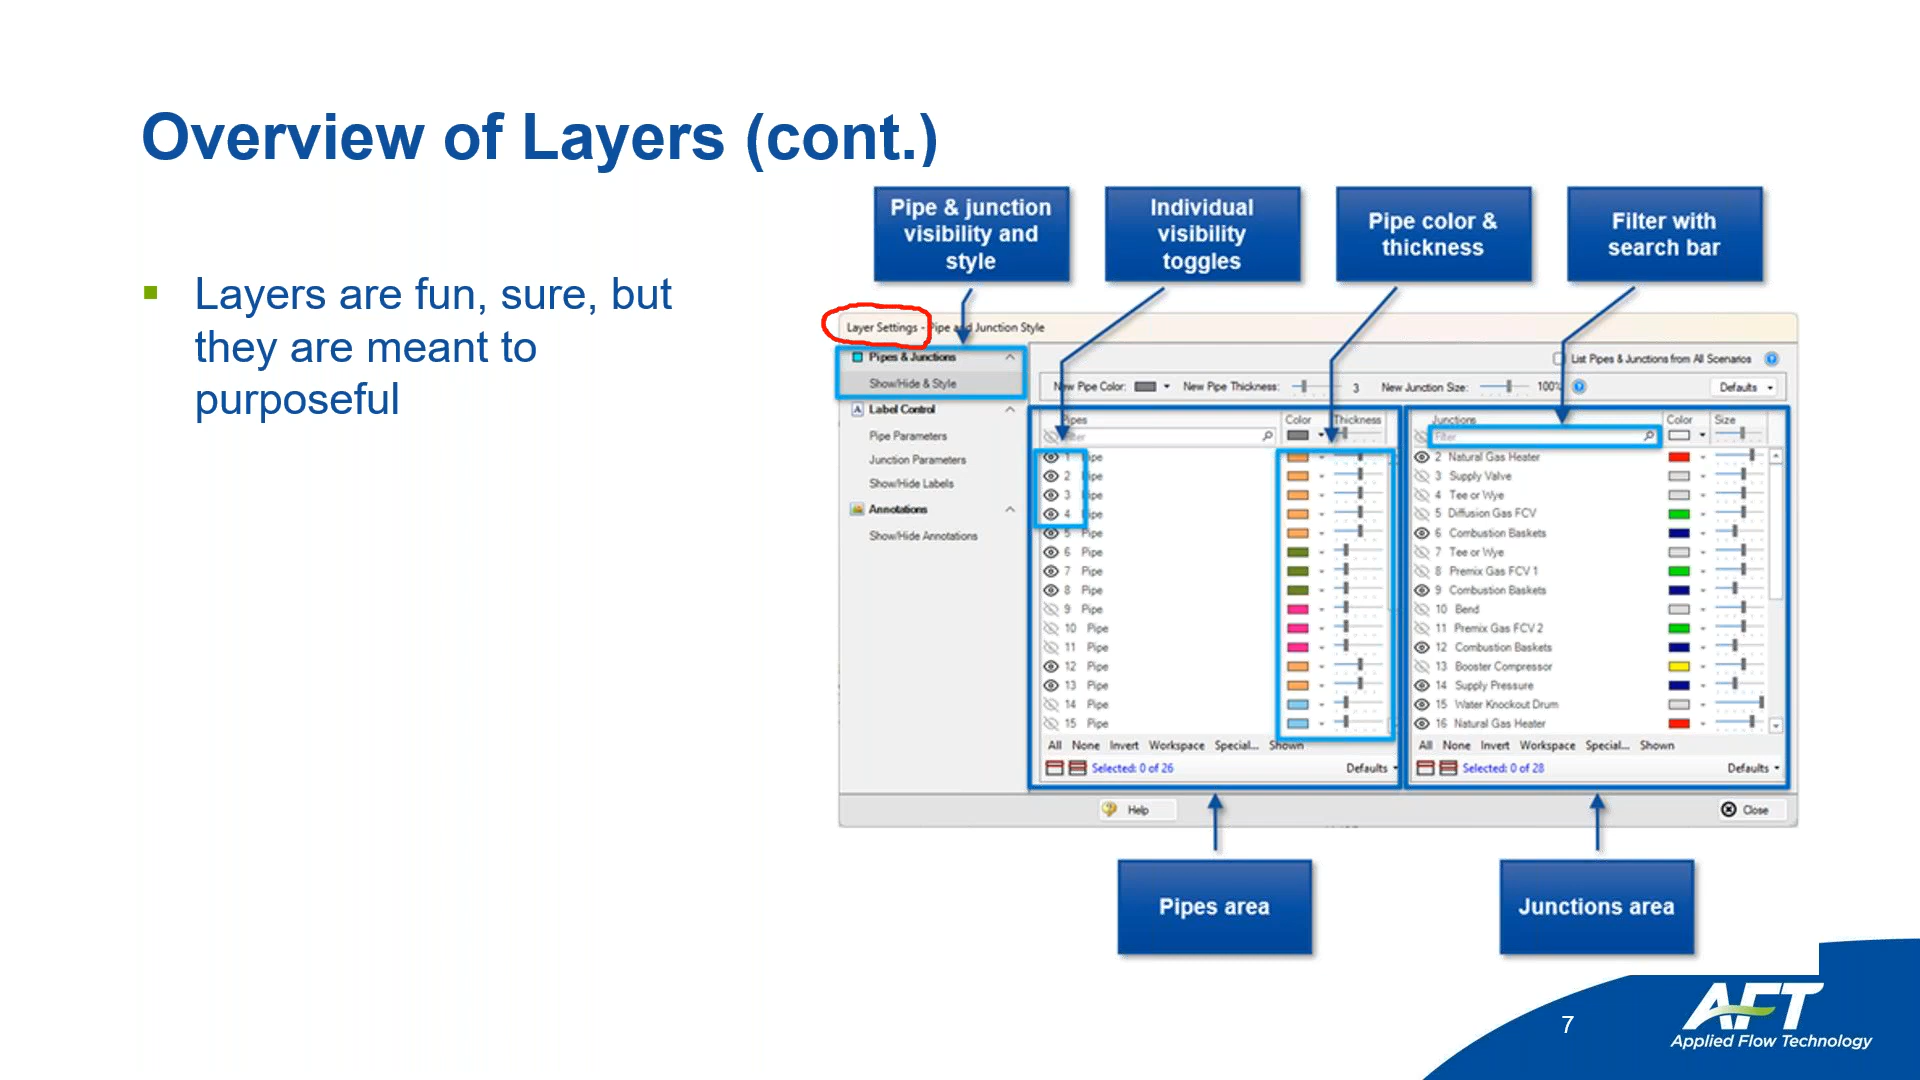 Overview of Layers (cont.)
Layers are fun, sure, but
they are meant to
purposeful
Pipe & junction
visibility and
style
Individual
visibility
toggles
Pipe color &
thickness
Filter with
search bar
Layer Settings - Pipe and Junction Style
Pipes & Junctions
Show/Hide & Style
Label Control
Pipe Parameters
Junction Parameters
Show/Hide Labels
Annotations
Show/Hide Annotations
List Pipes & Junctions from All Scenarios
New Pipe Color: New Pipe Thickness: 3 New Junction Size: 100% Defaults
Pipes Color Thickness
Filter
1 Pipe
2 Pipe
3 Pipe
4 Pipe
5 Pipe
6 Pipe
7 Pipe
8 Pipe
9 Pipe
10 Pipe
11 Pipe
12 Pipe
13 Pipe
14 Pipe
15 Pipe
All None Invert Workspace Special... Shown
Selected: 0 of 26 Defaults
Junctions Color Size
Filter
2 Natural Gas Heater
3 Supply Valve
4 Tee or Wye
5 Diffusion Gas FCV
6 Combustion Baskets
7 Tee or Wye
8 Premix Gas FCV 1
9 Combustion Baskets
10 Bend
11 Premix Gas FCV 2
12 Combustion Baskets
13 Booster Compressor
14 Supply Pressure
15 Water Knockout Drum
16 Natural Gas Heater
All None Invert Workspace Special... Shown
Selected: 0 of 28 Defaults
Help
Close
Pipes area
Junctions area
7
AFT
Applied Flow Technology